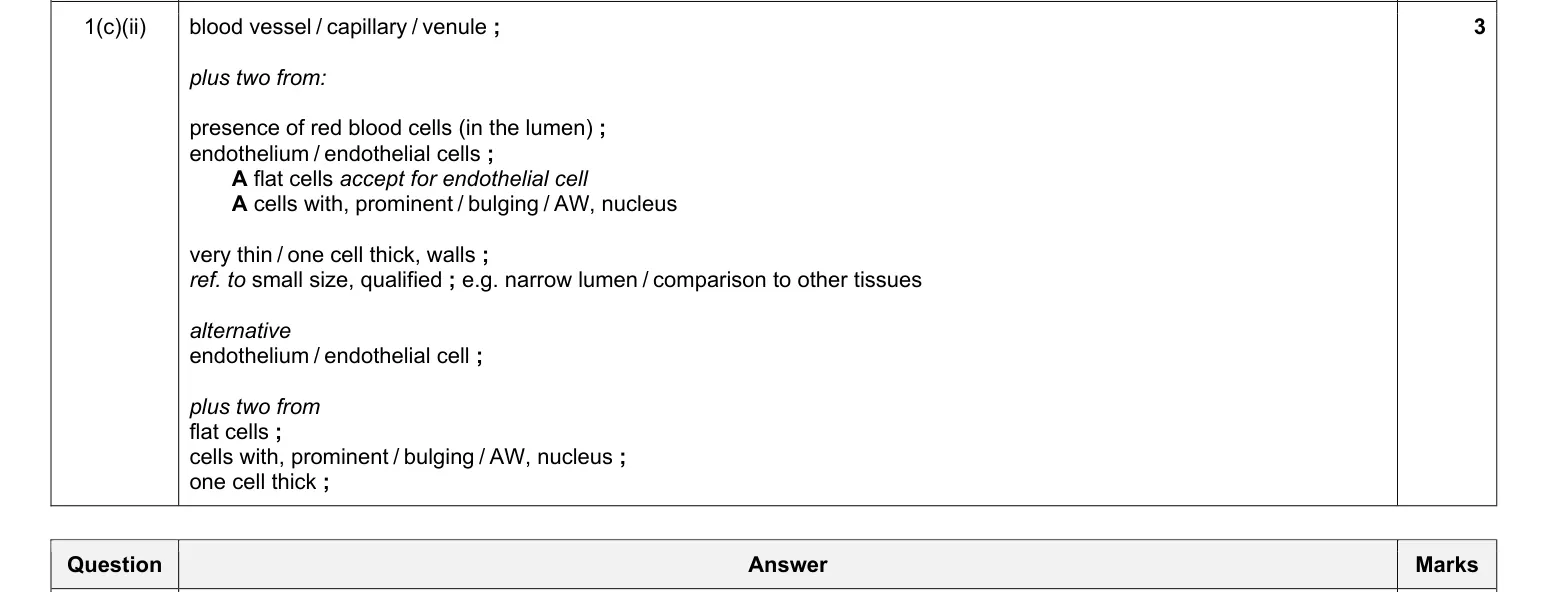 1(c)(ii) blood vessel / capillary / venule ; 3
plus two from:
presence of red blood cells (in the lumen) ;
endothelium / endothelial cells ;
A flat cells accept for endothelial cell
A cells with, prominent / bulging / AW, nucleus
very thin / one cell thick, walls ;
ref. to small size, qualified ; e.g. narrow lumen / comparison to other tissues
alternative
endothelium / endothelial cell ;
plus two from
flat cells ;
cells with, prominent / bulging / AW, nucleus ;
one cell thick ;
Question Answer Marks